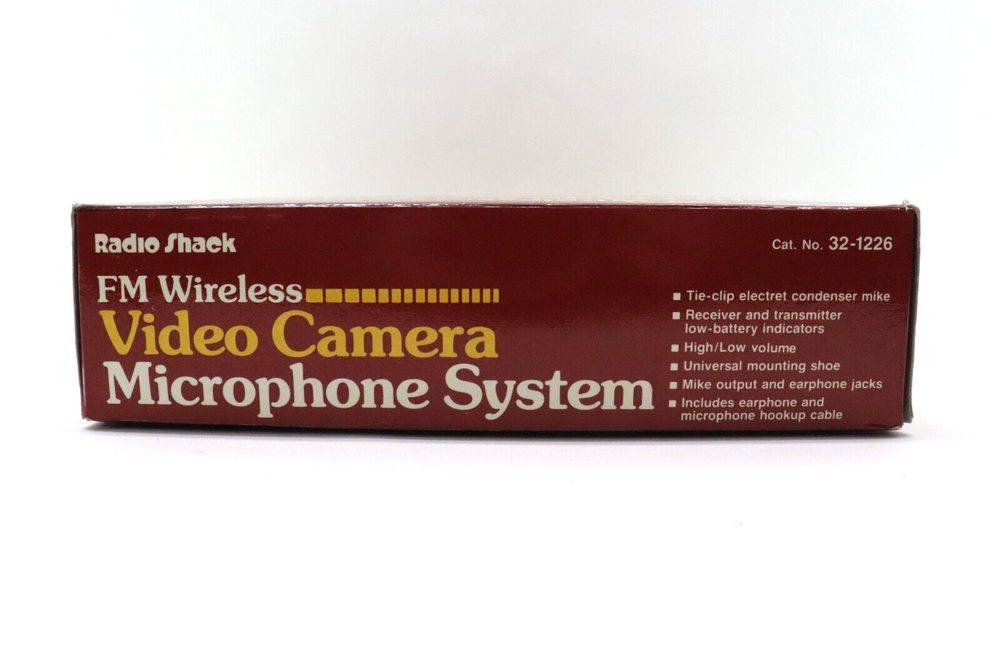 Radio Shack
Cat. No. 32-1226
FM Wireless
Video Camera
Microphone System
■ Tie-clip electret condenser mike
■ Receiver and transmitter
low-battery indicators
■ High/Low volume
■ Universal mounting shoe
■ Mike output and earphone jacks
■ Includes earphone and
microphone hookup cable